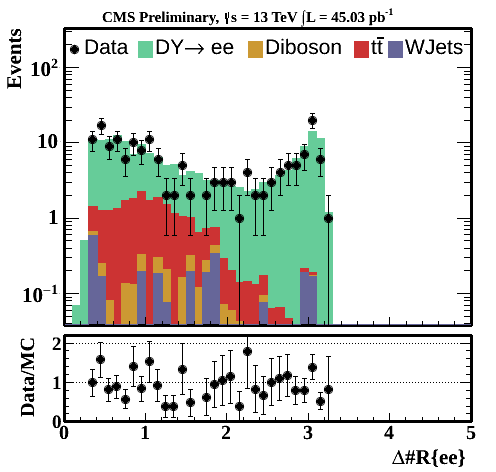 CMS Preliminary, √s = 13 TeV ∫L = 45.03 pb⁻¹
Events
Data DY→ ee Diboson tt̄ WJets
10²
10
1
10⁻¹
Data/MC
2
1
0
0 1 2 3 4 5
Δ#R{ee}